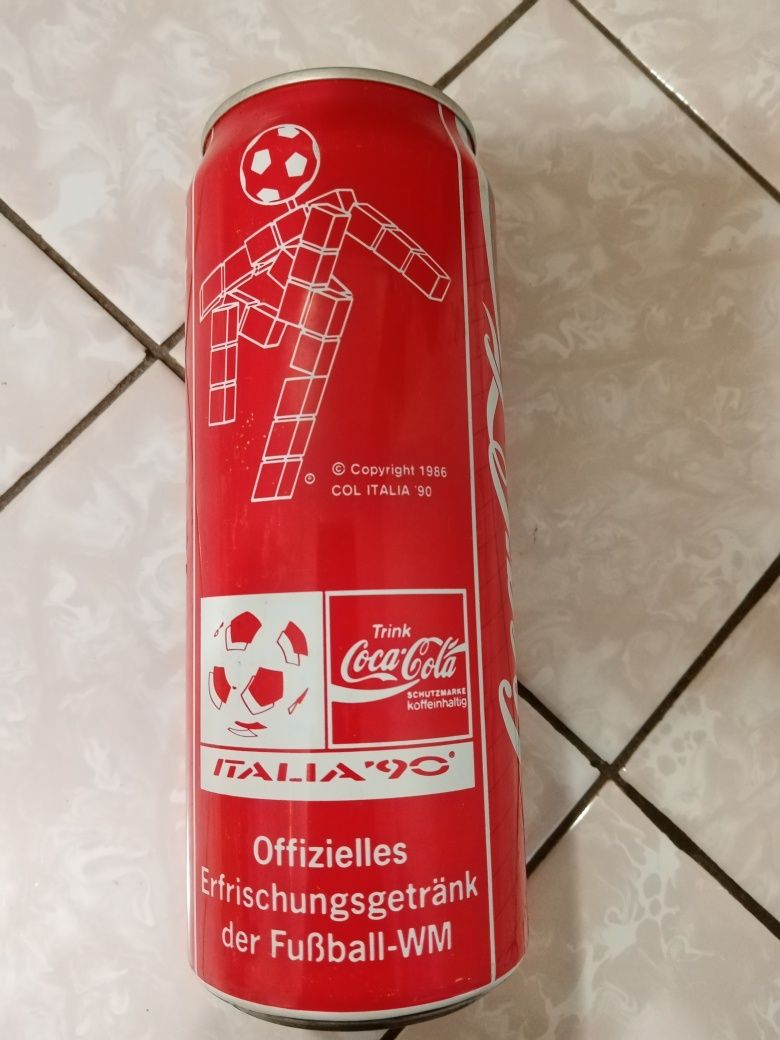 © Copyright 1986
COL ITALIA '90
Trink
Coca-Cola
SCHUTZMARKE
koffeinhaltig
ITALIA'90
Offizielles
Erfrischungsgetränk
der Fußball-WM